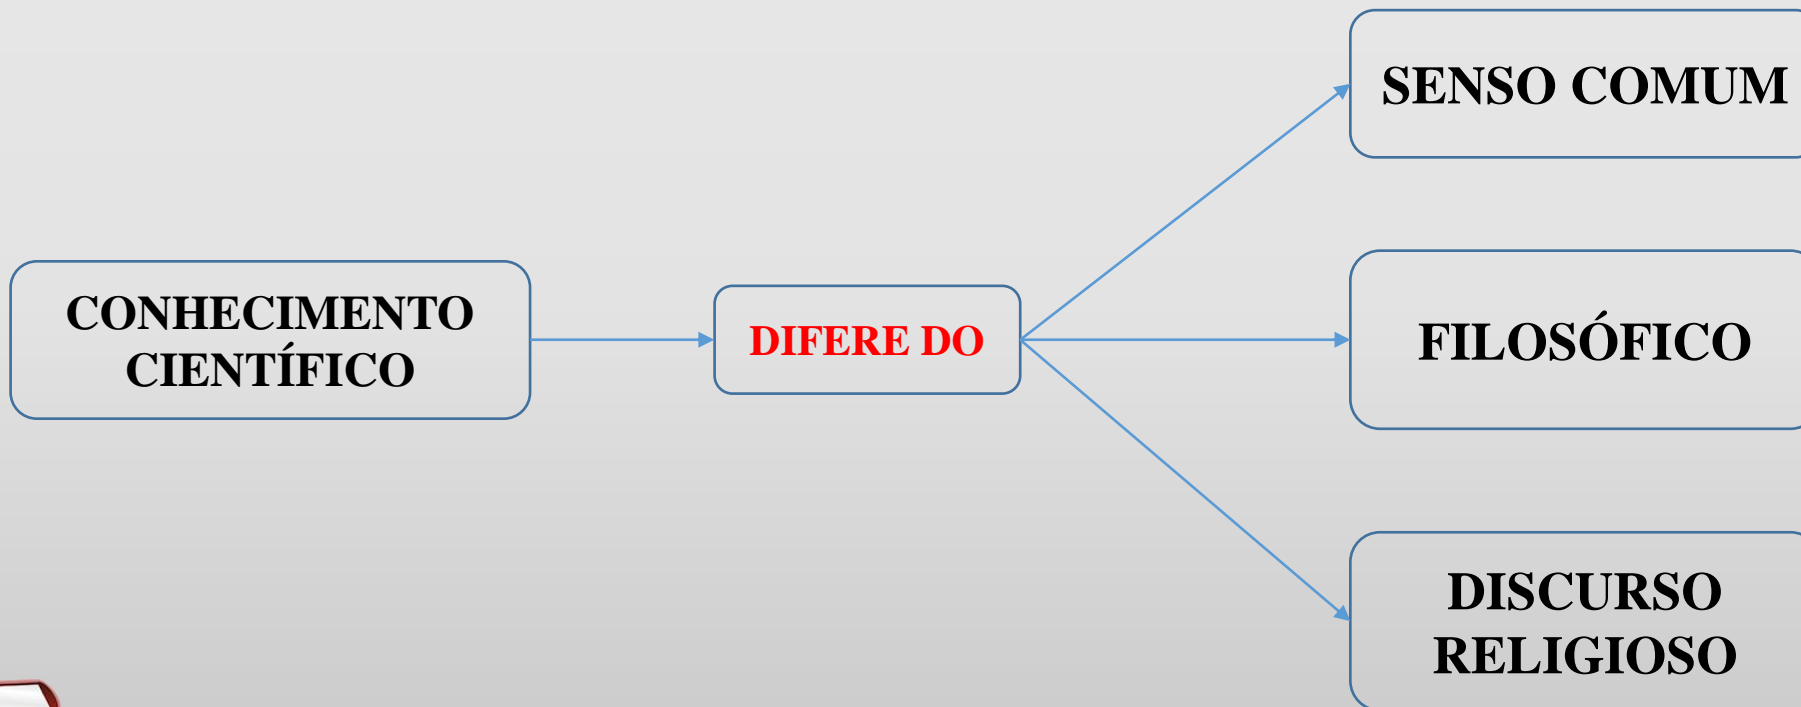 SENSO COMUM
CONHECIMENTO
CIENTÍFICO
DIFERE DO
FILOSÓFICO
DISCURSO
RELIGIOSO